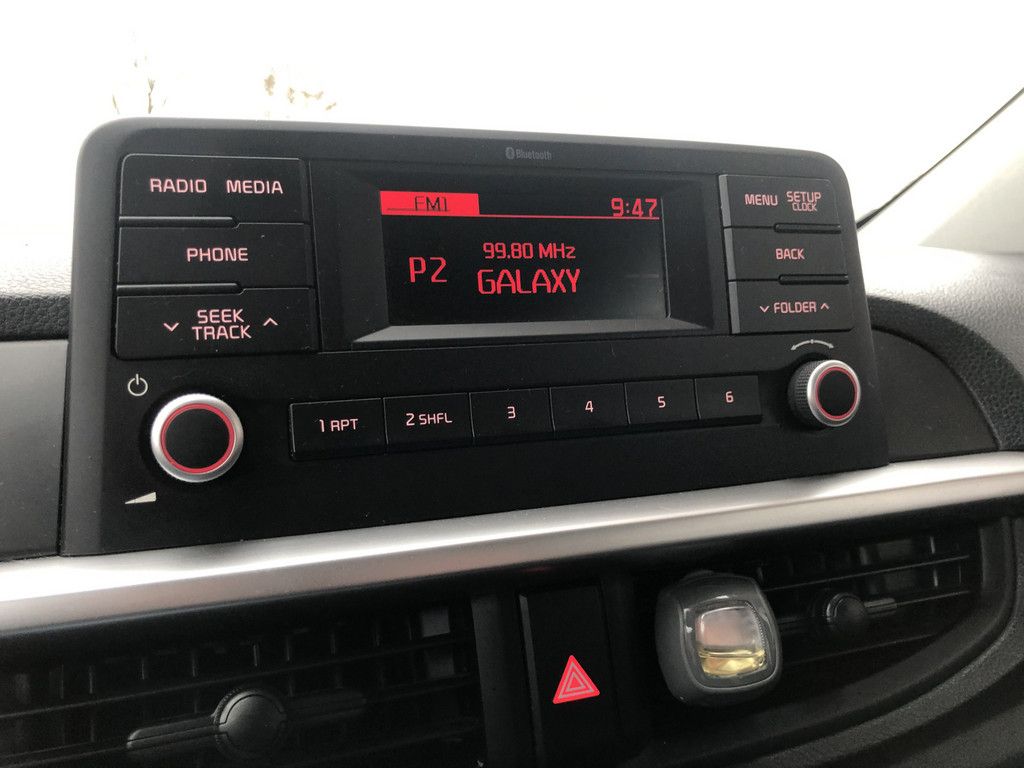 Bluetooth
RADIO MEDIA
PHONE
SEEK
TRACK
FM1 9:47
99.80 MHz
P2 GALAXY
MENU SETUP
CLOCK
BACK
FOLDER
1 RPT 2 SHFL 3 4 5 6